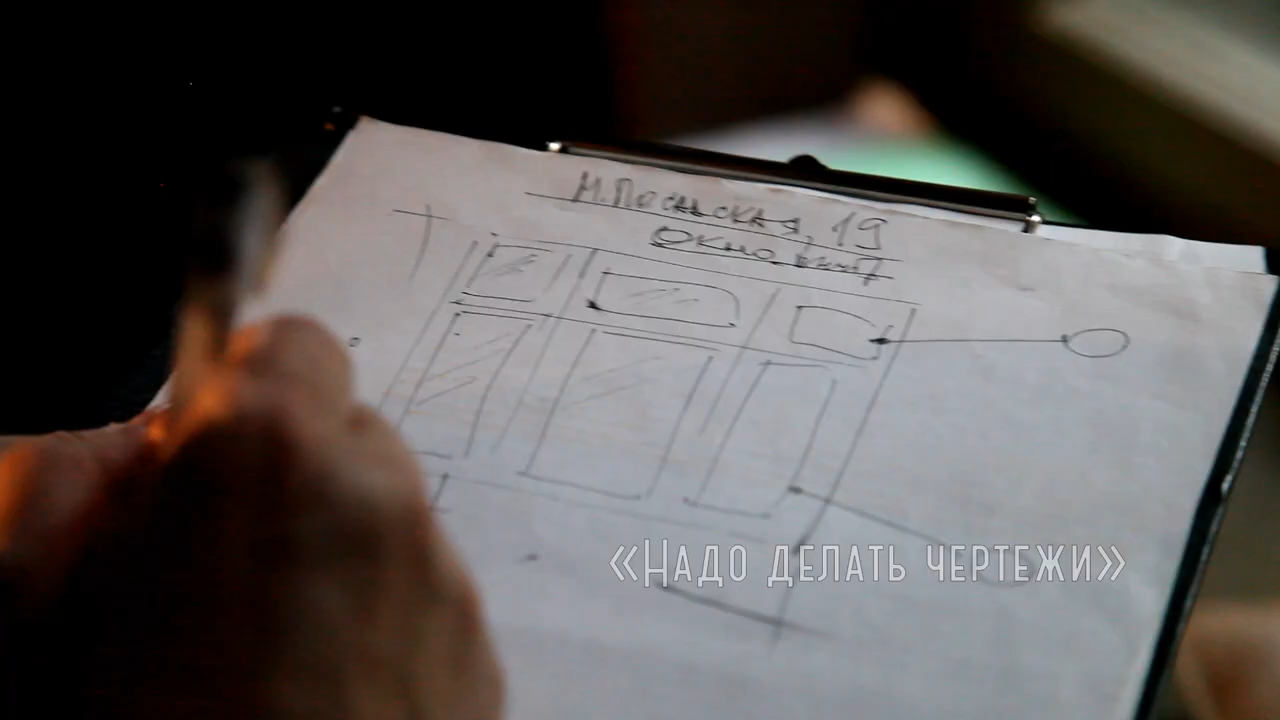 М. Посадская, 19
Окно
«Надо делать чертежи»